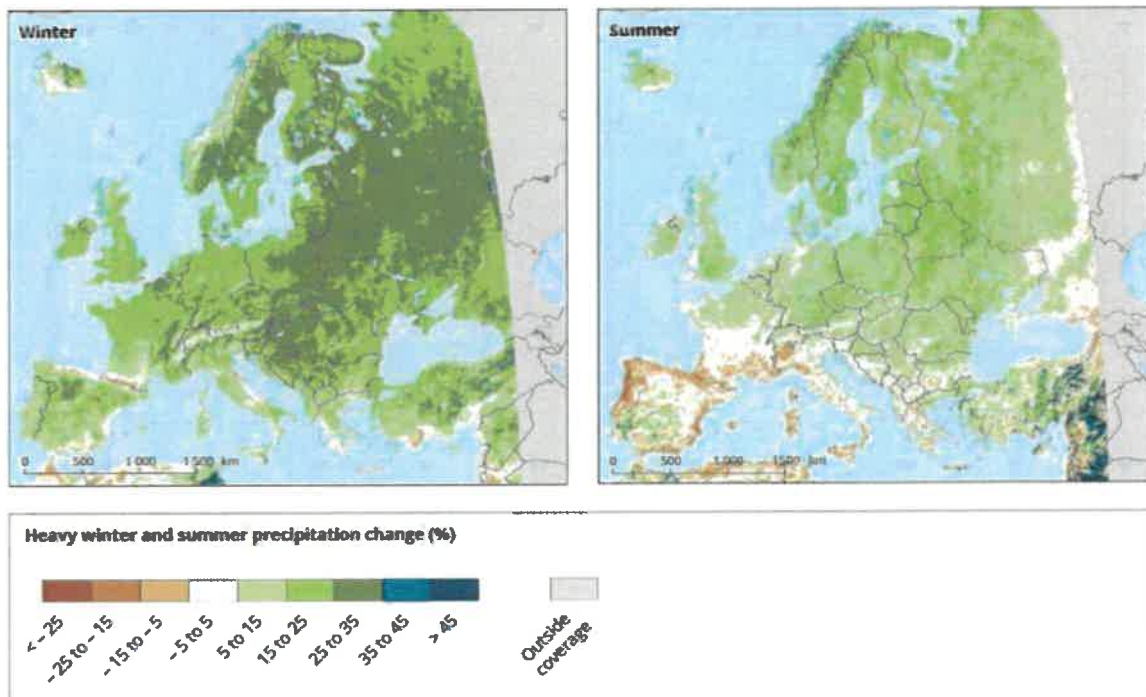 Winter
0 500 1 000 1 500 km
Summer
0 500 1 000 1 500 km
Heavy winter and summer precipitation change (%)
< – 25
– 25 to – 15
– 15 to – 5
– 5 to 5
5 to 15
15 to 25
25 to 35
35 to 45
> 45
Outside
coverage